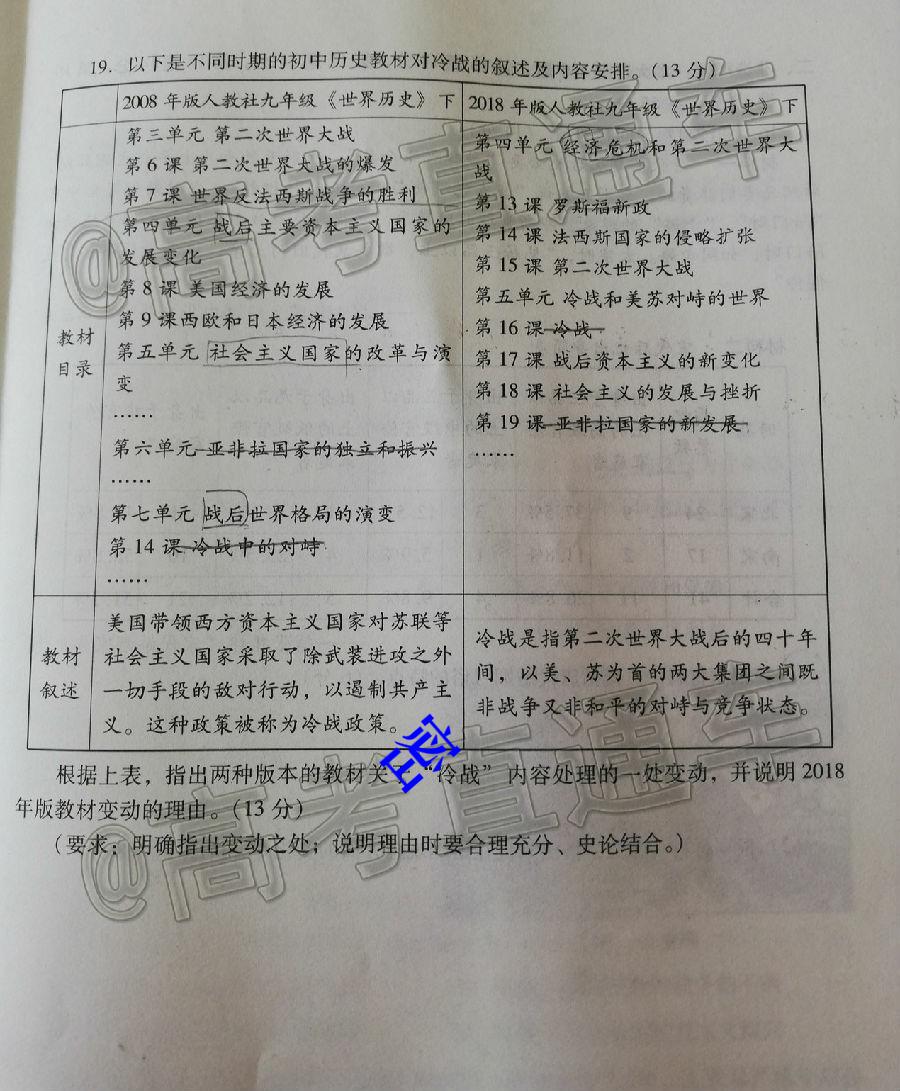 19. 以下是不同时期的初中历史教材对冷战的叙述及内容安排。(13 分)
2008 年版人教社九年级《世界历史》下
2018 年版人教社九年级《世界历史》下
教材
目录
第三单元 第二次世界大战
第 6 课 第二次世界大战的爆发
第 7 课 世界反法西斯战争的胜利
第四单元 战后主要资本主义国家的
发展变化
第 8 课 美国经济的发展
第 9 课西欧和日本经济的发展
第五单元 社会主义国家的改革与演
变
……
第六单元 亚非拉国家的独立和振兴
……
第七单元 战后世界格局的演变
第 14 课 冷战中的对峙
……
第四单元 经济危机和第二次世界大
战
第 13 课 罗斯福新政
第 14 课 法西斯国家的侵略扩张
第 15 课 第二次世界大战
第五单元 冷战和美苏对峙的世界
第 16 课 冷战
第 17 课 战后资本主义的新变化
第 18 课 社会主义的发展与挫折
第 19 课 亚非拉国家的新发展
……
教材
叙述
美国带领西方资本主义国家对苏联等
社会主义国家采取了除武装进攻之外
一切手段的敌对行动，以遏制共产主
义。这种政策被称为冷战政策。
冷战是指第二次世界大战后的四十年
间，以美、苏为首的两大集团之间既
非战争又非和平的对峙与竞争状态。
根据上表，指出两种版本的教材关于“冷战”内容处理的一处变动，并说明 2018
年版教材变动的理由。(13 分)
(要求：明确指出变动之处；说明理由时要合理充分、史论结合。)
@高考直通车
@高考直通车
密